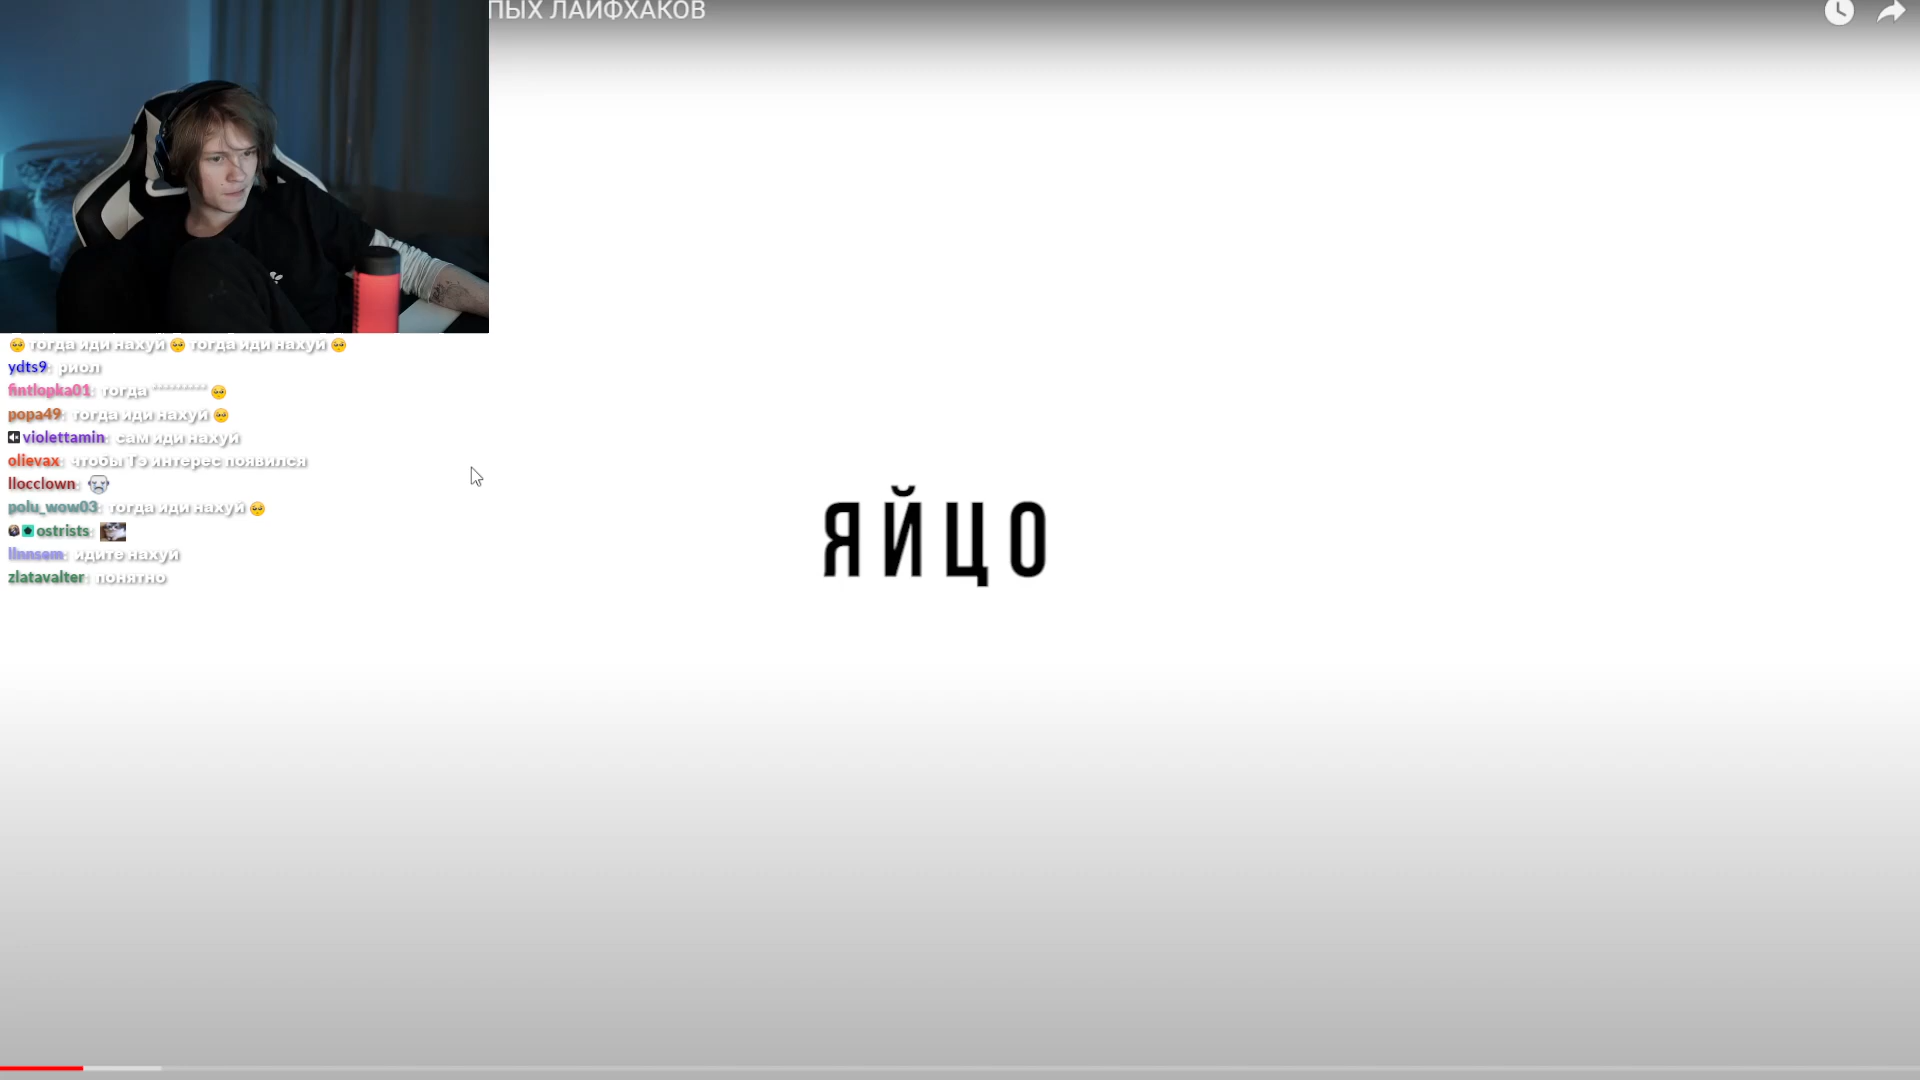 ПЫХ ЛАЙФХАКОВ
тогда иди нахуй 🥺 тогда иди нахуй 🥺
ydts9: риол
fintlopka01: тогда ********* 🥺
popa49: тогда иди нахуй 🥺
violettamin: сам иди нахуй
olievax: чтобы Тэ интерес появился
llocclown:
polu_wow03: тогда иди нахуй 🥺
ostrists:
llnnsem: идите нахуй
zlatavalter: понятно
ЯЙЦО